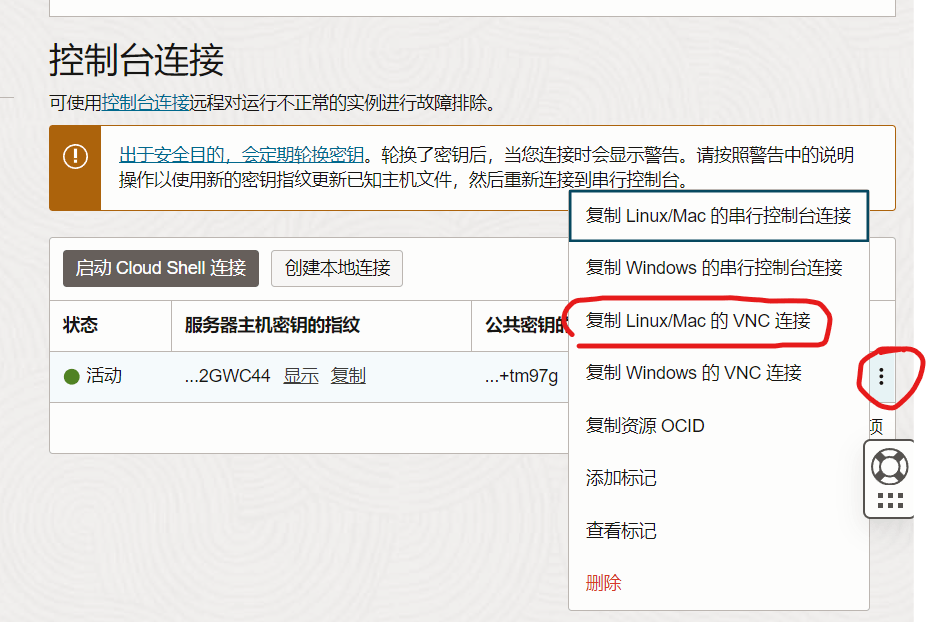 控制台连接
可使用控制台连接远程对运行不正常的实例进行故障排除。
出于安全目的，会定期轮换密钥。轮换了密钥后，当您连接时会显示警告。请按照警告中的说明
操作以使用新的密钥指纹更新已知主机文件，然后重新连接到串行控制台。
复制 Linux/Mac 的串行控制台连接
启动 Cloud Shell 连接 创建本地连接
复制 Windows 的串行控制台连接
状态 服务器主机密钥的指纹 公共密钥的
复制 Linux/Mac 的 VNC 连接
活动 ...2GWC44 显示 复制 ...+tm97g
复制 Windows 的 VNC 连接
复制资源 OCID
项
添加标记
查看标记
删除